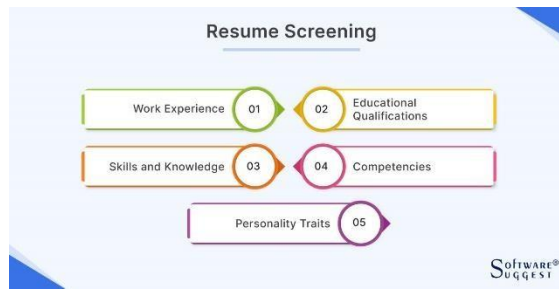 Resume Screening
Work Experience
01
02
Educational
Qualifications
Skills and Knowledge
03
04
Competencies
Personality Traits
05
SOFTWARE®
SUGGEST